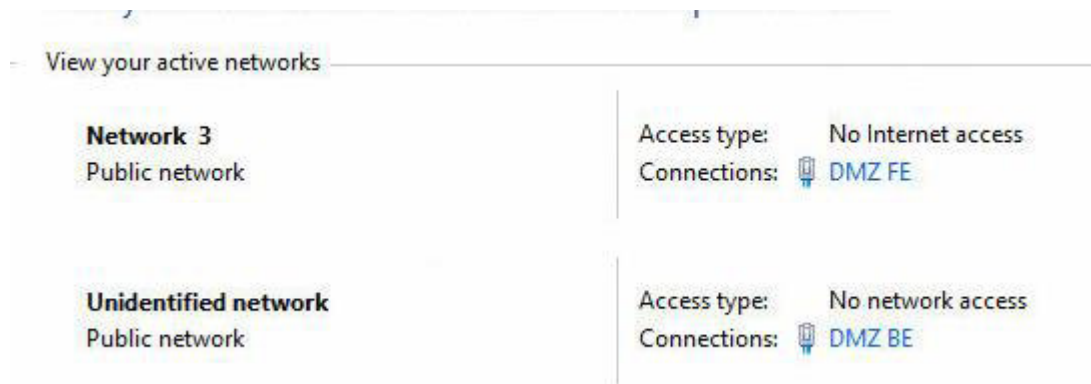 View your active networks
Network 3
Public network
Access type: No Internet access
Connections: DMZ FE
Unidentified network
Public network
Access type: No network access
Connections: DMZ BE